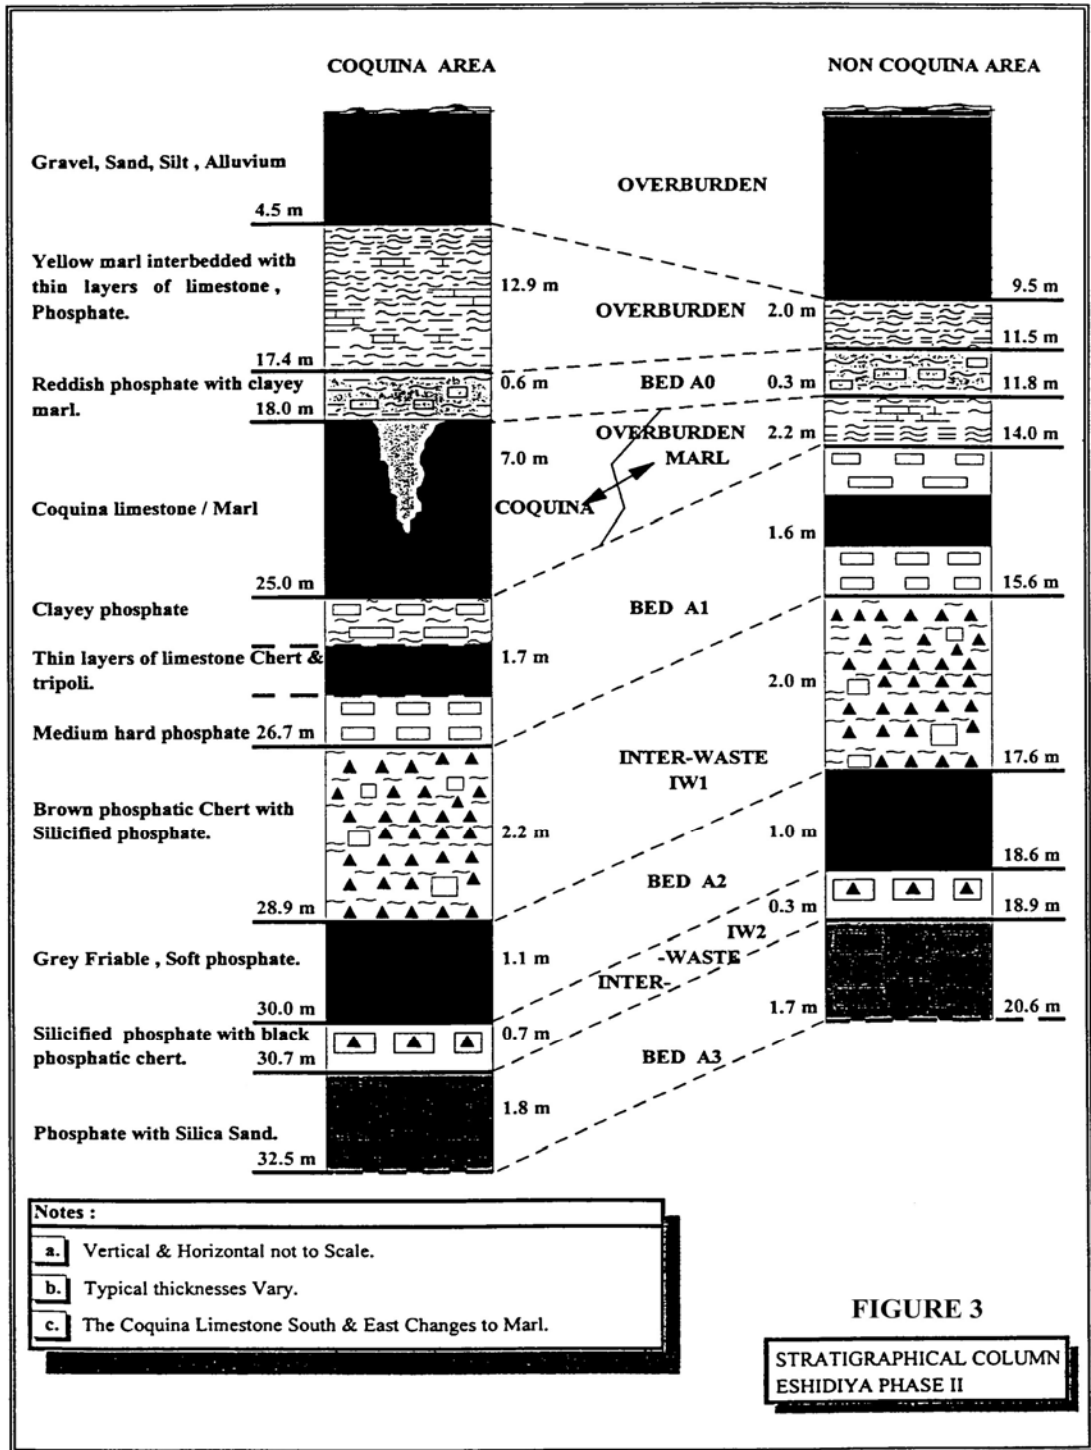 COQUINA AREA
NON COQUINA AREA
Gravel, Sand, Silt , Alluvium
4.5 m
OVERBURDEN
9.5 m
Yellow marl interbedded with
thin layers of limestone ,
Phosphate.
17.4 m
12.9 m
OVERBURDEN
2.0 m
11.5 m
Reddish phosphate with clayey
marl.
18.0 m
0.6 m
BED A0
0.3 m
11.8 m
Coquina limestone / Marl
25.0 m
7.0 m
OVERBURDEN
MARL
COQUINA
2.2 m
14.0 m
Clayey phosphate
Thin layers of limestone Chert &
tripoli.
Medium hard phosphate
26.7 m
1.7 m
BED A1
1.6 m
15.6 m
Brown phosphatic Chert with
Silicified phosphate.
28.9 m
2.2 m
INTER-WASTE
IW1
2.0 m
17.6 m
Grey Friable , Soft phosphate.
30.0 m
1.1 m
BED A2
1.0 m
18.6 m
Silicified phosphate with black
phosphatic chert.
30.7 m
0.7 m
IW2
-WASTE
INTER-
0.3 m
18.9 m
Phosphate with Silica Sand.
32.5 m
1.8 m
BED A3
1.7 m
20.6 m
Notes :
a. Vertical & Horizontal not to Scale.
b. Typical thicknesses Vary.
c. The Coquina Limestone South & East Changes to Marl.
FIGURE 3
STRATIGRAPHICAL COLUMN
ESHIDIYA PHASE II